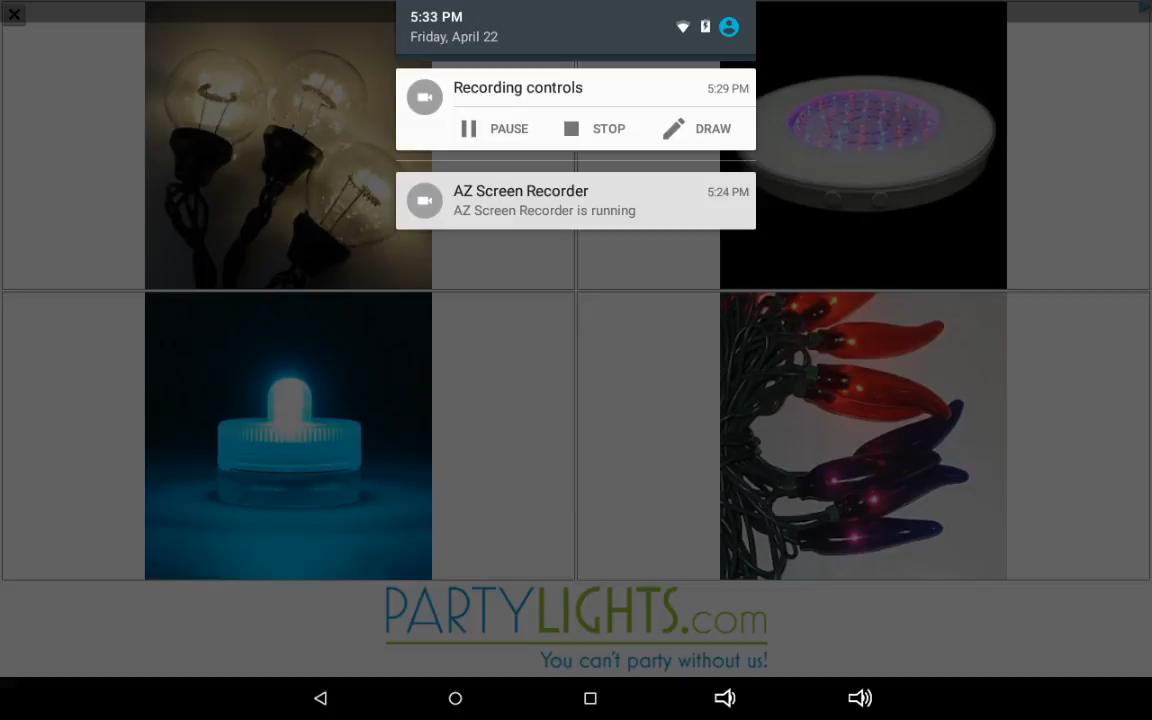 5:33 PM
Friday, April 22
Recording controls 5:29 PM
PAUSE STOP DRAW
AZ Screen Recorder 5:24 PM
AZ Screen Recorder is running
PARTYLIGHTS.com
You can't party without us!